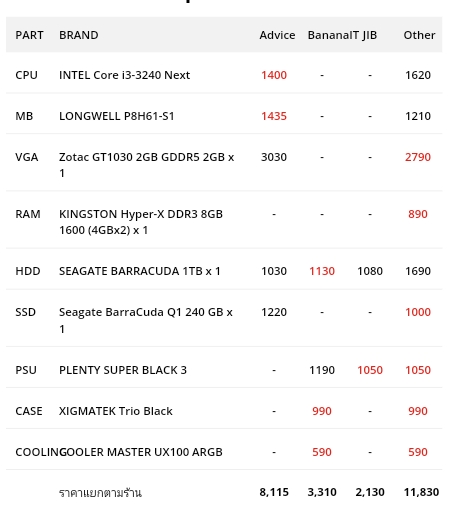 PART BRAND Advice BananaIT JIB Other
CPU INTEL Core i3-3240 Next 1400 - - 1620
MB LONGWELL P8H61-S1 1435 - - 1210
VGA Zotac GT1030 2GB GDDR5 2GB x 3030 - - 2790
1
RAM KINGSTON Hyper-X DDR3 8GB - - - 890
1600 (4GBx2) x 1
HDD SEAGATE BARRACUDA 1TB x 1 1030 1130 1080 1690
SSD Seagate BarraCuda Q1 240 GB x 1220 - - 1000
1
PSU PLENTY SUPER BLACK 3 - 1190 1050 1050
CASE XIGMATEK Trio Black - 990 - 990
COOLING COOLER MASTER UX100 ARGB - 590 - 590
ราคาแยกตามร้าน 8,115 3,310 2,130 11,830